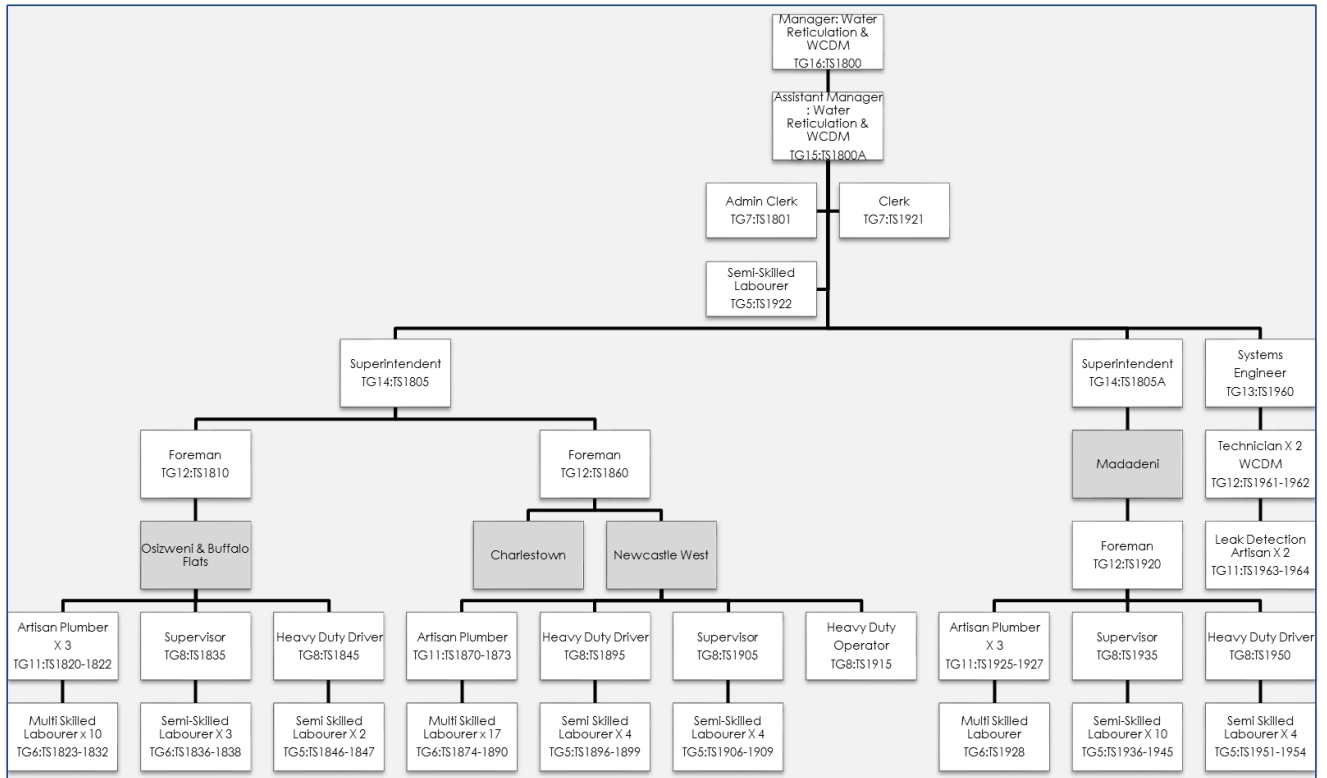 Manager: Water
Reticulation &
WCDM
TG16:TS1800
Assistant Manager
: Water
Reticulation &
WCDM
TG15:TS1800A
Admin Clerk
TG7:TS1801
Clerk
TG7:TS1921
Semi-Skilled
Labourer
TG5:TS1922
Superintendent
TG14:TS1805
Superintendent
TG14:TS1805A
Systems
Engineer
TG13:TS1960
Foreman
TG12:TS1810
Foreman
TG12:TS1860
Madadeni
Technician X 2
WCDM
TG12:TS1961-1962
Osizweni & Buffalo
Flats
Charlestown
Newcastle West
Foreman
TG12:TS1920
Leak Detection
Artisan X 2
TG11:TS1963-1964
Artisan Plumber
X 3
TG11:TS1820-1822
Supervisor
TG8:TS1835
Heavy Duty Driver
TG8:TS1845
Artisan Plumber
TG11:TS1870-1873
Heavy Duty Driver
TG8:TS1895
Supervisor
TG8:TS1905
Heavy Duty
Operator
TG8:TS1915
Artisan Plumber
X 3
TG11:TS1925-1927
Supervisor
TG8:TS1935
Heavy Duty Driver
TG8:TS1950
Multi Skilled
Labourer x 10
TG6:TS1823-1832
Semi-Skilled
Labourer X 3
TG6:TS1836-1838
Semi Skilled
Labourer X 2
TG5:TS1846-1847
Multi Skilled
Labourer x 17
TG6:TS1874-1890
Semi Skilled
Labourer X 4
TG5:TS1896-1899
Semi-Skilled
Labourer X 4
TG5:TS1906-1909
Multi Skilled
Labourer
TG6:TS1928
Semi-Skilled
Labourer X 10
TG5:TS1936-1945
Semi Skilled
Labourer X 4
TG5:TS1951-1954